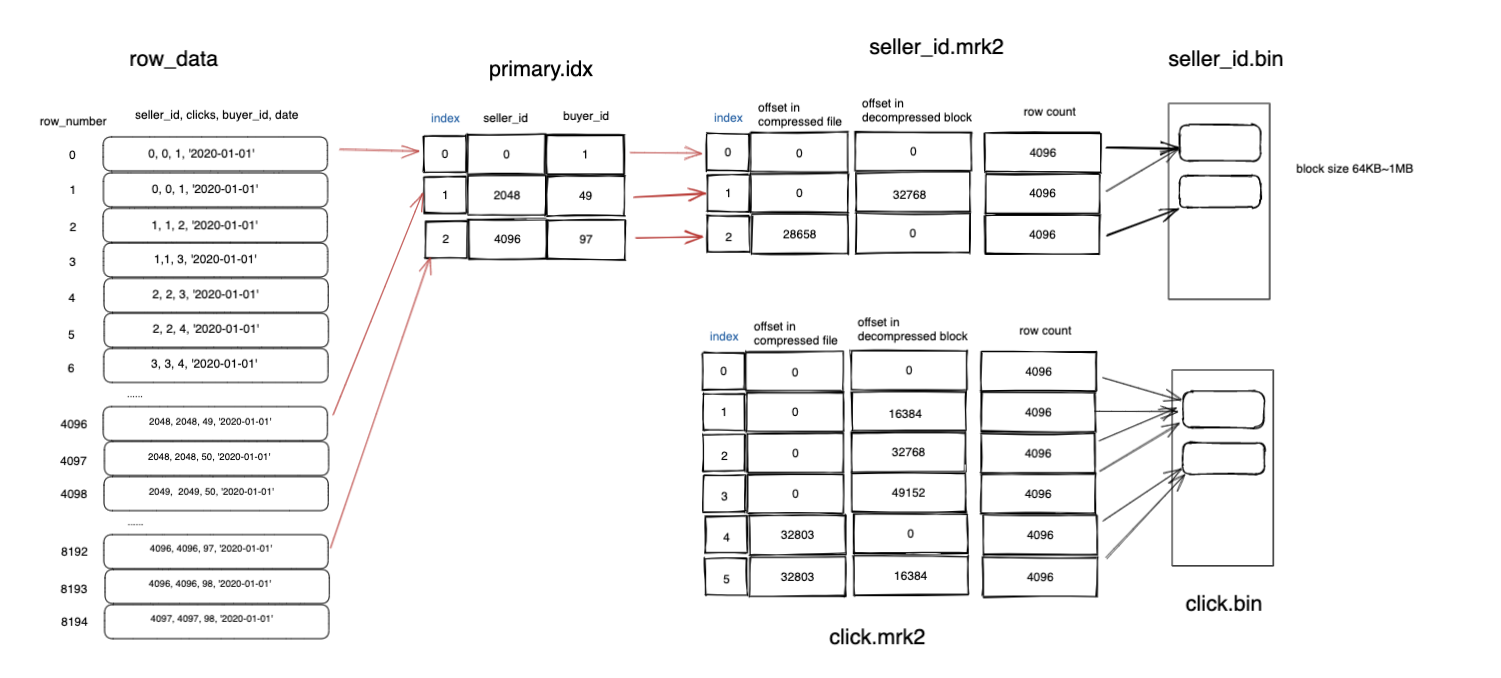 row_data
row_number
seller_id, clicks, buyer_id, date
0
0, 0, 1, '2020-01-01'
1
0, 0, 1, '2020-01-01'
2
1, 1, 2, '2020-01-01'
3
1,1, 3, '2020-01-01'
4
2, 2, 3, '2020-01-01'
5
2, 2, 4, '2020-01-01'
6
3, 3, 4, '2020-01-01'
......
4096
2048, 2048, 49, '2020-01-01'
4097
2048, 2048, 50, '2020-01-01'
4098
2049, 2049, 50, '2020-01-01'
......
8192
4096, 4096, 97, '2020-01-01'
8193
4096, 4096, 98, '2020-01-01'
8194
4097, 4097, 98, '2020-01-01'
primary.idx
index seller_id buyer_id
0 0 1
1 2048 49
2 4096 97
seller_id.mrk2
index
offset in
compressed file
offset in
decompressed block
row count
0 0 0 4096
1 0 32768 4096
2 28658 0 4096
seller_id.bin
block size 64KB~1MB
index
offset in
compressed file
offset in
decompressed block
row count
0 0 0 4096
1 0 16384 4096
2 0 32768 4096
3 0 49152 4096
4 32803 0 4096
5 32803 16384 4096
click.mrk2
click.bin